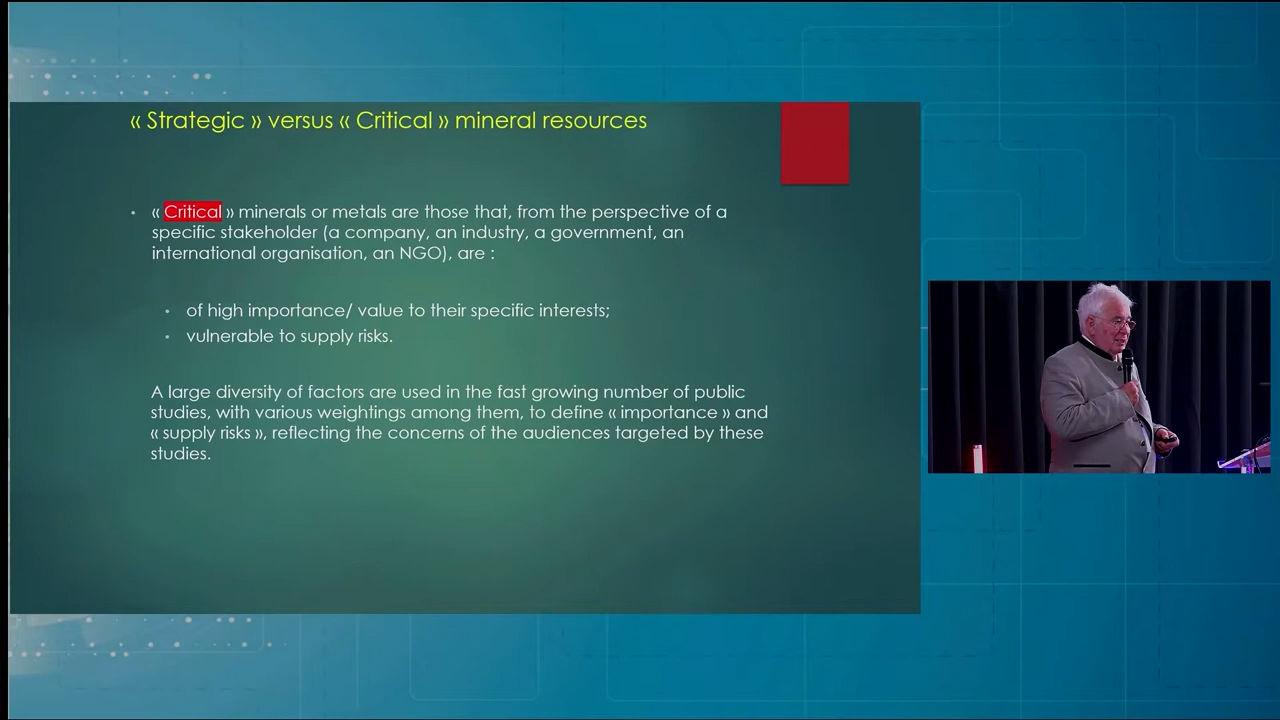 « Strategic » versus « Critical » mineral resources
• « Critical » minerals or metals are those that, from the perspective of a
specific stakeholder (a company, an industry, a government, an
international organisation, an NGO), are :
• of high importance/ value to their specific interests;
• vulnerable to supply risks.
A large diversity of factors are used in the fast growing number of public
studies, with various weightings among them, to define « importance » and
« supply risks », reflecting the concerns of the audiences targeted by these
studies.